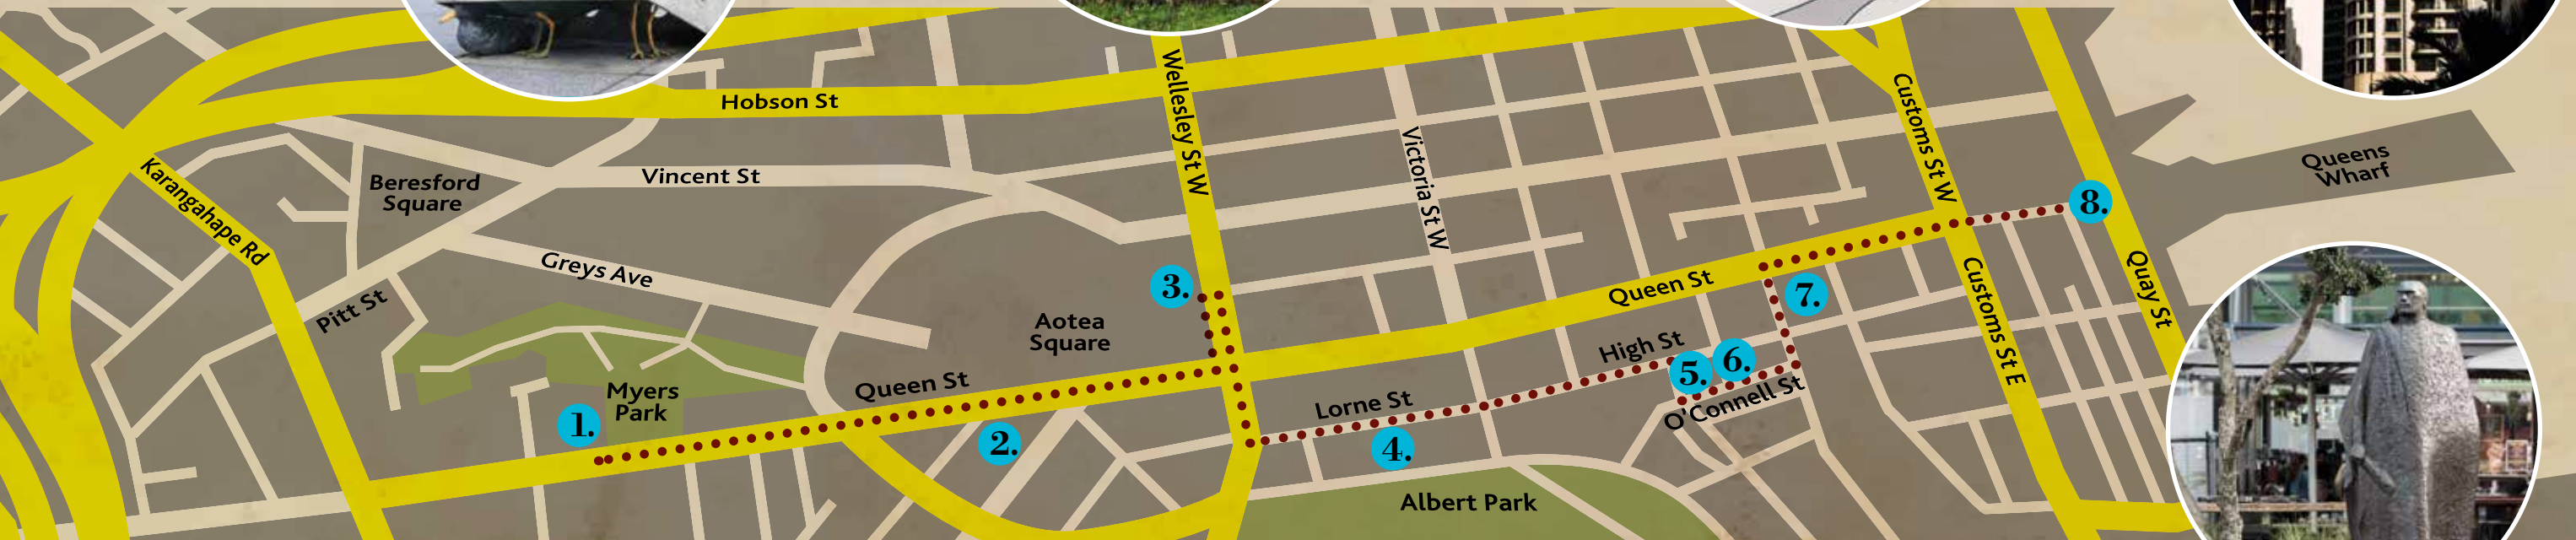 Hobson St
Wellesley St W
Customs St W
Victoria St W
Queens
Wharf
Karangahape Rd
Beresford
Square
Vincent St
8.
Greys Ave
Pitt St
3.
Aotea
Square
Queen St
7.
Quay St
Customs St E
High St
5.
6.
Myers
Park
Queen St
1.
2.
Lorne St
4.
O'Connell St
Albert Park